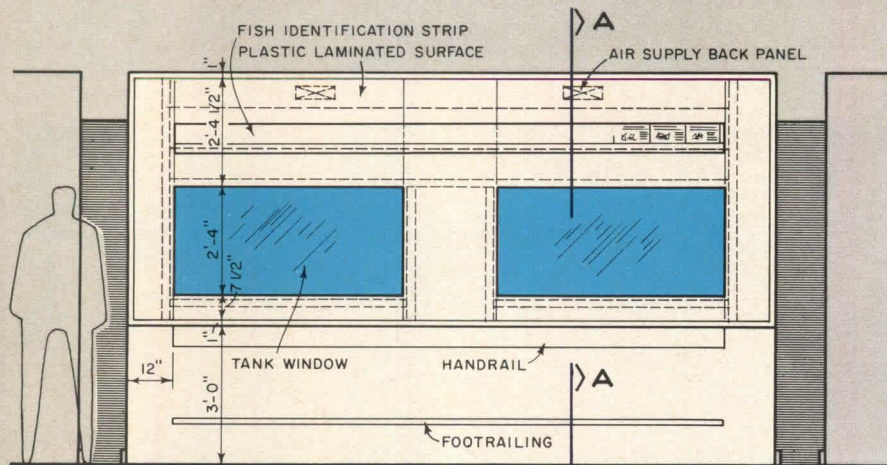 A
FISH IDENTIFICATION STRIP
PLASTIC LAMINATED SURFACE
AIR SUPPLY BACK PANEL
1"
12'-4 1/2"
2'-4"
7 1/2"
1"
TANK WINDOW
HANDRAIL
12"
A
3'-0"
FOOTRAILING